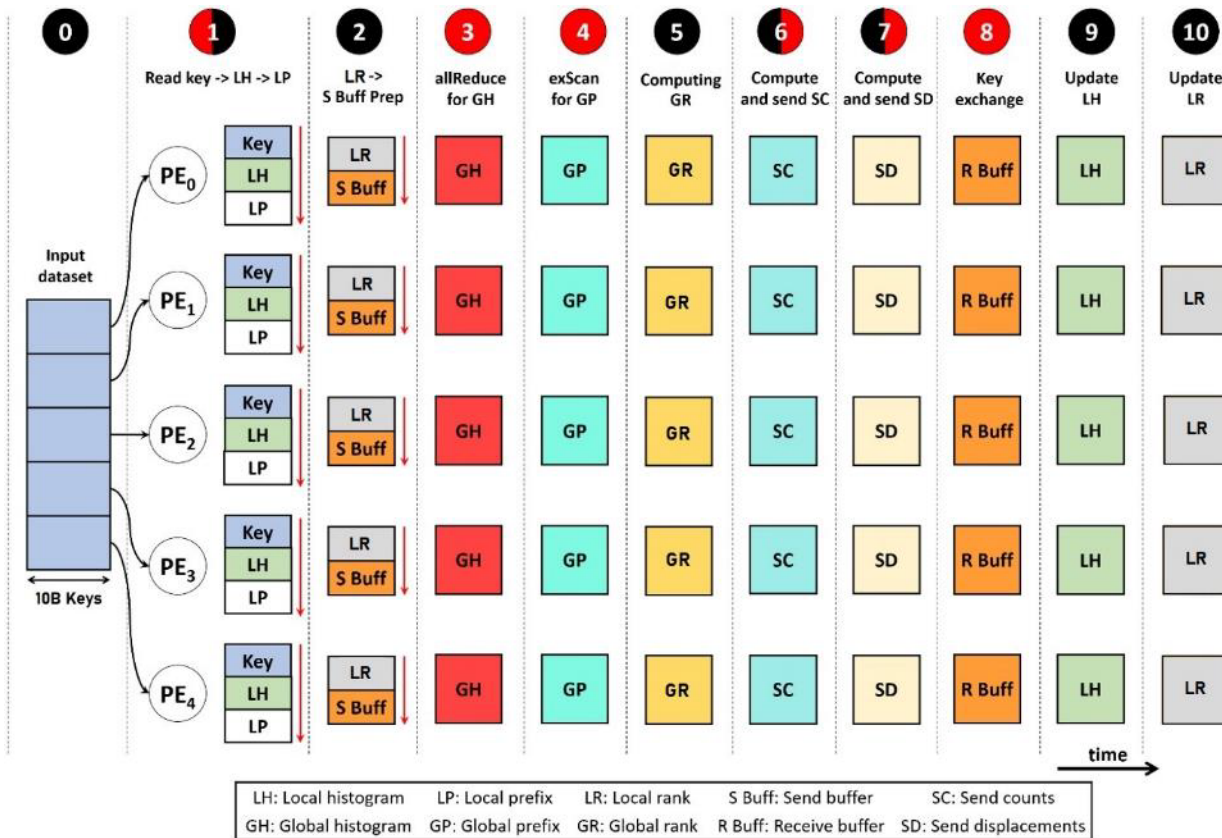 0 1 2 3 4 5 6 7 8 9 10
Read key -> LH -> LP
LR ->
S Buff Prep
allReduce
for GH
exScan
for GP
Computing
GR
Compute
and send SC
Compute
and send SD
Key
exchange
Update
LH
Update
LR
Input
dataset
10B Keys
PE0
Key
LH
LP
LR
S Buff
GH
GP
GR
SC
SD
R Buff
LH
LR
PE1
Key
LH
LP
LR
S Buff
GH
GP
GR
SC
SD
R Buff
LH
LR
PE2
Key
LH
LP
LR
S Buff
GH
GP
GR
SC
SD
R Buff
LH
LR
PE3
Key
LH
LP
LR
S Buff
GH
GP
GR
SC
SD
R Buff
LH
LR
PE4
Key
LH
LP
LR
S Buff
GH
GP
GR
SC
SD
R Buff
LH
LR
time
LH: Local histogram LP: Local prefix LR: Local rank S Buff: Send buffer SC: Send counts
GH: Global histogram GP: Global prefix GR: Global rank R Buff: Receive buffer SD: Send displacements